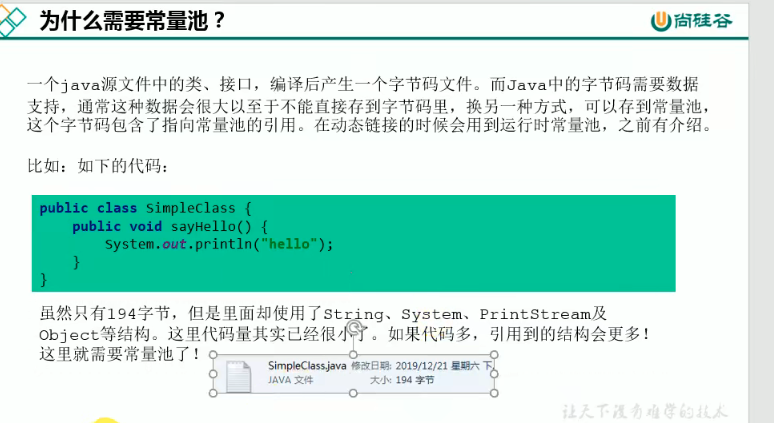 为什么需要常量池？
尚硅谷
一个java源文件中的类、接口，编译后产生一个字节码文件。而Java中的字节码需要数据
支持，通常这种数据会很大以至于不能直接存到字节码里，换另一种方式，可以存到常量池，
这个字节码包含了指向常量池的引用。在动态链接的时候会用到运行时常量池，之前有介绍。
比如：如下的代码：
public class SimpleClass {
public void sayHello() {
System.out.println("hello");
}
}
虽然只有194字节，但是里面却使用了String、System、PrintStream及
Object等结构。这里代码量其实已经很小了。如果代码多，引用到的结构会更多！
这里就需要常量池了！
SimpleClass.java 修改日期: 2019/12/21 星期六 下
JAVA 文件 大小: 194 字节
让天下没有难学的技术